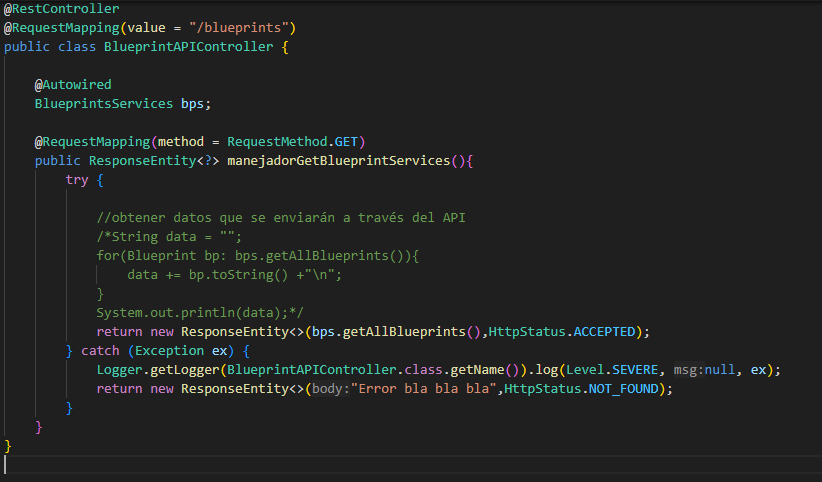 @RestController
@RequestMapping(value = "/blueprints")
public class BlueprintAPIController {
@Autowired
BlueprintsServices bps;
@RequestMapping(method = RequestMethod.GET)
public ResponseEntity<?> manejadorGetBlueprintServices(){
try {
//obtener datos que se enviarán a través del API
/*String data = "";
for(Blueprint bp: bps.getAllBlueprints()){
data += bp.toString() +"\n";
}
System.out.println(data);*/
return new ResponseEntity<>(bps.getAllBlueprints(),HttpStatus.ACCEPTED);
} catch (Exception ex) {
Logger.getLogger(BlueprintAPIController.class.getName()).log(Level.SEVERE, msg:null, ex);
return new ResponseEntity<>(body:"Error bla bla bla",HttpStatus.NOT_FOUND);
}
}
}